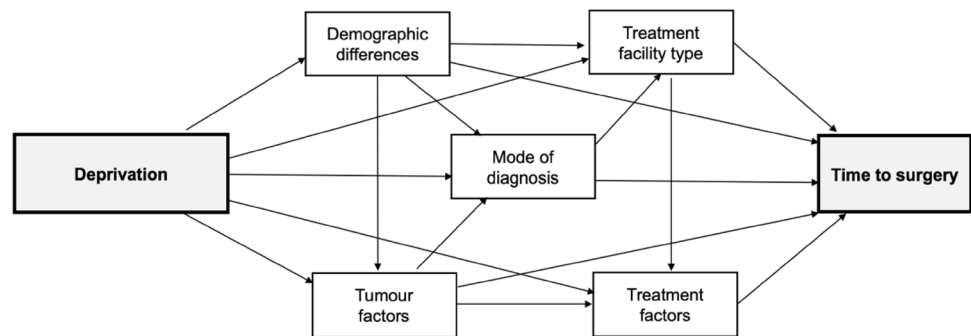 Demographic
differences
Treatment
facility type
Deprivation
Mode of
diagnosis
Time to surgery
Tumour
factors
Treatment
factors